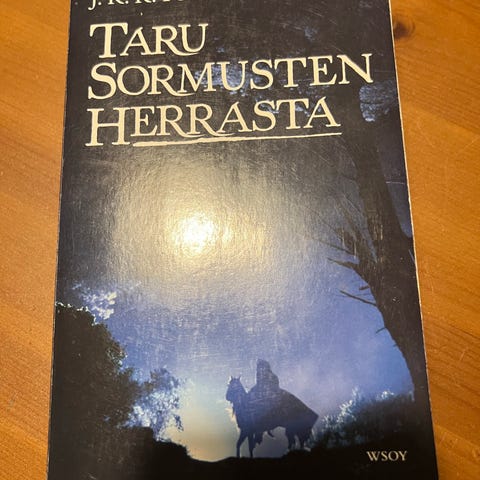 J. R. R.
TARU
SORMUSTEN
HERRASTA
WSOY